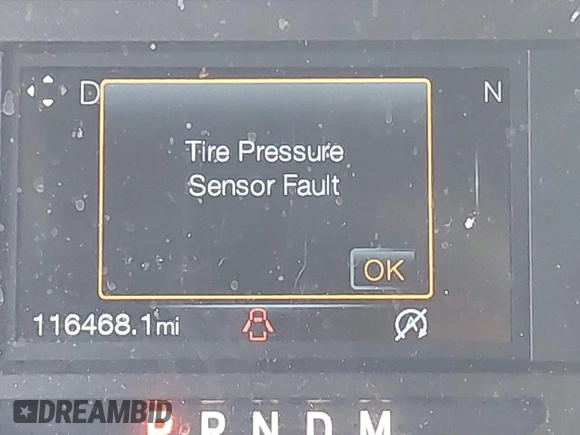 D
N
Tire Pressure
Sensor Fault
OK
116468.1mi
DREAMBID
P R N D M